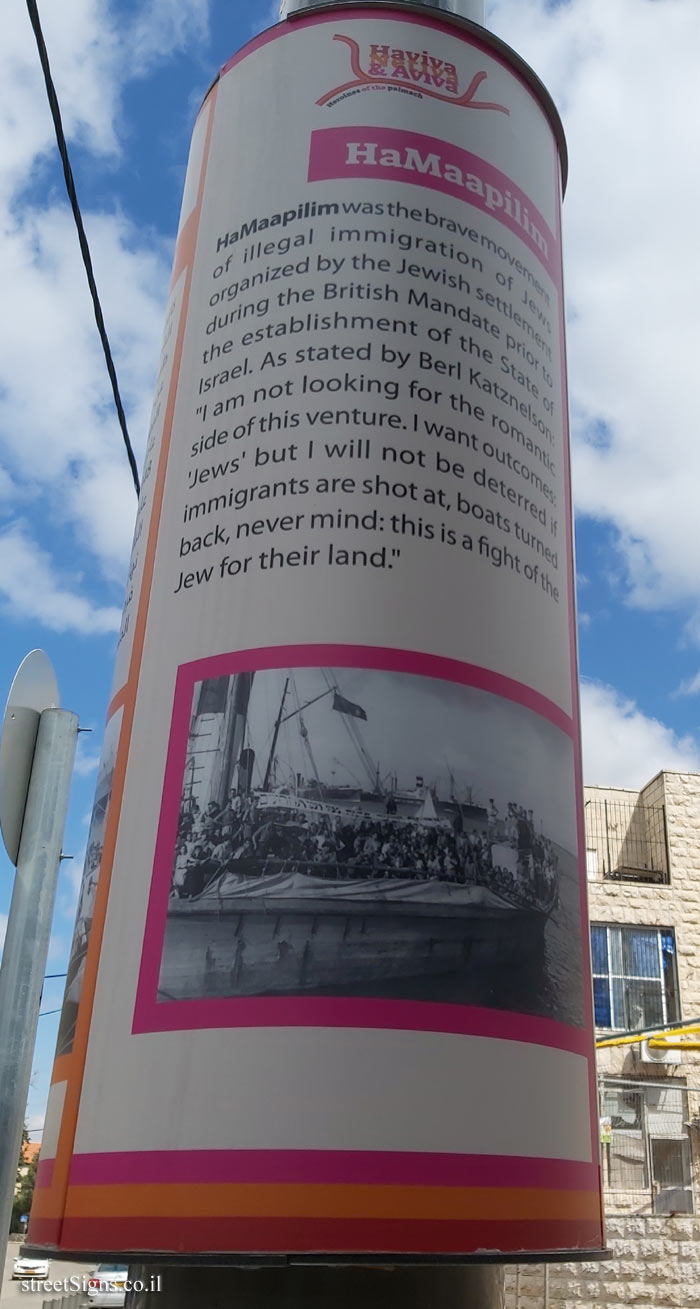 Haviva
& Aviva
Heroines of the palmach
HaMaapilim
HaMaapilim was the brave movement
of illegal immigration of Jews
organized by the Jewish settlement
during the British Mandate prior to
the establishment of the State of
Israel. As stated by Berl Katznelson:
"I am not looking for the romantic
side of this venture. I want outcomes:
'Jews' but I will not be deterred if
immigrants are shot at, boats turned
back, never mind: this is a fight of the
Jew for their land."
streetSigns.co.il